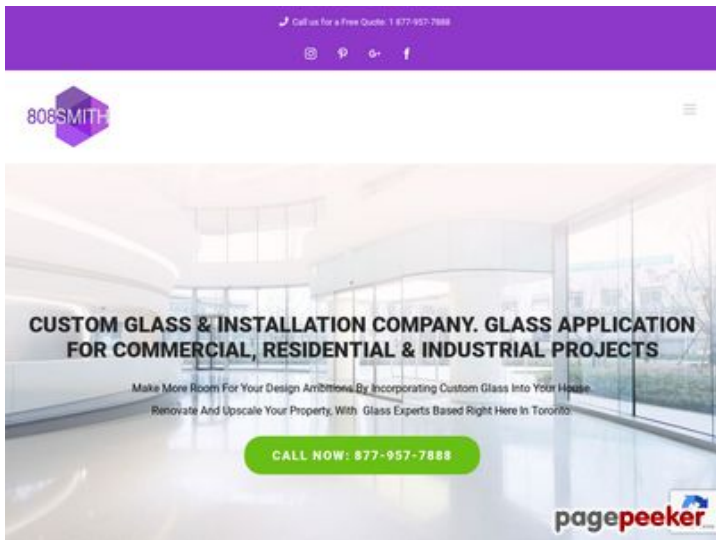 Call us for a Free Quote: 1 877-957-7888
808SMITH
CUSTOM GLASS & INSTALLATION COMPANY. GLASS APPLICATION
FOR COMMERCIAL, RESIDENTIAL & INDUSTRIAL PROJECTS
Make More Room For Your Design Ambitions By Incorporating Custom Glass Into Your House.
Renovate And Upscale Your Property, With Glass Experts Based Right Here In Toronto.
CALL NOW: 877-957-7888
pagepeeker